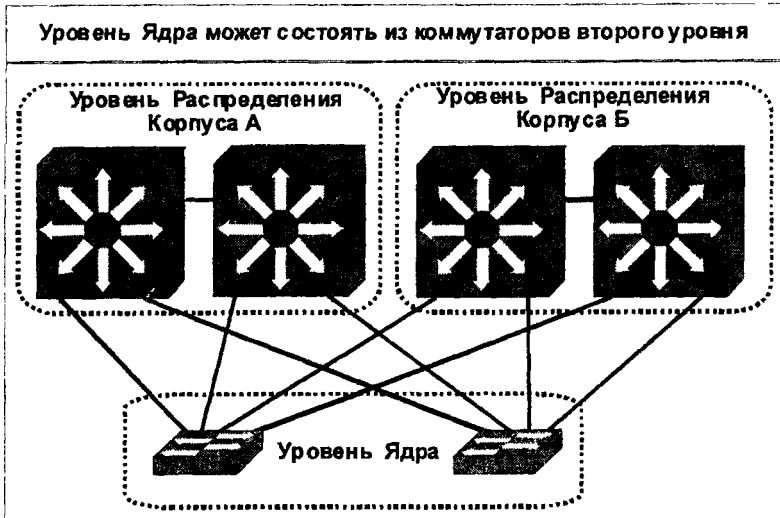 Уровень Ядра может состоять из коммутаторов второго уровня
Уровень Распределения
Корпуса А
Уровень Распределения
Корпуса Б
Уровень Ядра